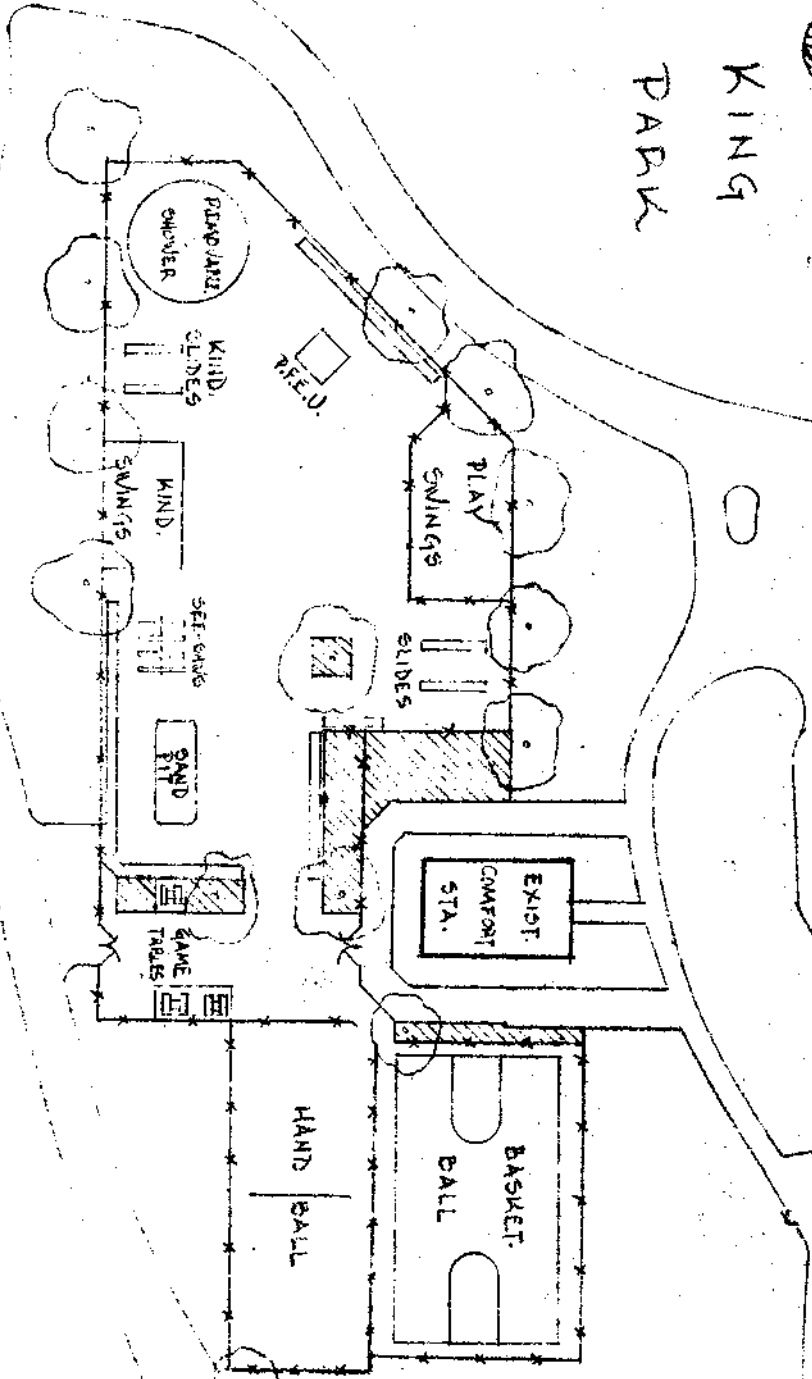 KING
PARK
EXIST.
COMFORT
STA.
BASKET-
BALL
PLAY
SWINGS
SLIDES
P.F.E.U.
HAND BALL
SHOWER
KIND.
SLIDES
KIND.
SWINGS
SEE-SAWS
SAND
PIT
GAME
TABLES